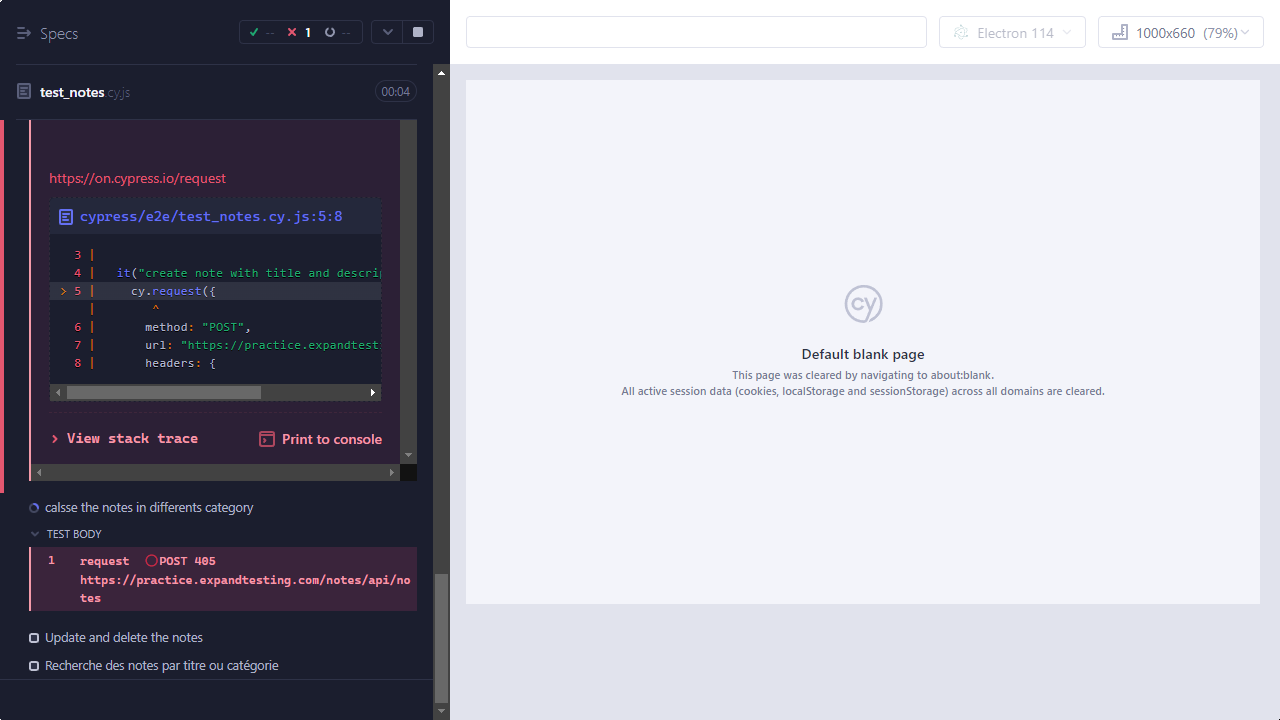 Specs
-- 1 --
Electron 114
1000x660 (79%)
test_notes.cy.js
00:04
https://on.cypress.io/request
cypress/e2e/test_notes.cy.js:5:8
3 |
4 | it("create note with title and descrip
> 5 | cy.request({
| ^
6 | method: "POST",
7 | url: "https://practice.expandtest
8 | headers: {
View stack trace
Print to console
calsse the notes in differents category
TEST BODY
1 request POST 405
https://practice.expandtesting.com/notes/api/no
tes
Update and delete the notes
Recherche des notes par titre ou catégorie
cy
Default blank page
This page was cleared by navigating to about:blank.
All active session data (cookies, localStorage and sessionStorage) across all domains are cleared.